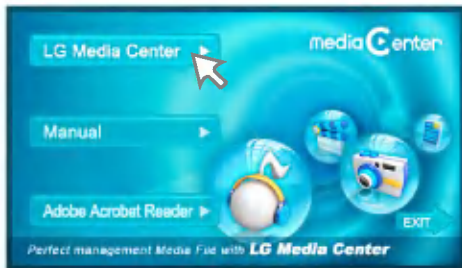 LG Media Center
media Center
Manual
Adobe Acrobat Reader
EXIT
Perfect management Media File with LG Media Center